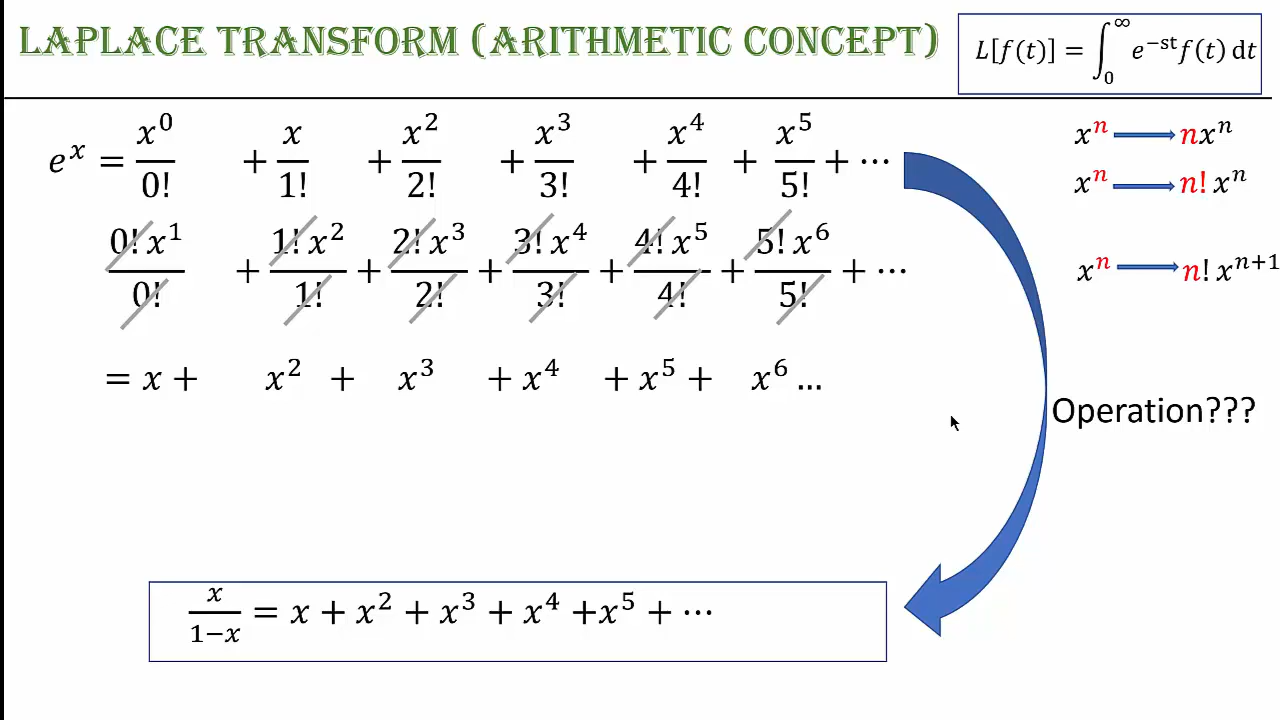 LAPLACE TRANSFORM (ARITHMETIC CONCEPT)
L[f(t)] = ∫₀^∞ e^{−st} f(t) dt
e^x = x^0/0! + x/1! + x^2/2! + x^3/3! + x^4/4! + x^5/5! + ⋯
x^n → nx^n
x^n → n! x^n
0! x^1/0! + 1! x^2/1! + 2! x^3/2! + 3! x^4/3! + 4! x^5/4! + 5! x^6/5! + ⋯
x^n → n! x^{n+1}
= x + x^2 + x^3 + x^4 + x^5 + x^6 ...
Operation???
x/(1−x) = x + x^2 + x^3 + x^4 +x^5 + ⋯